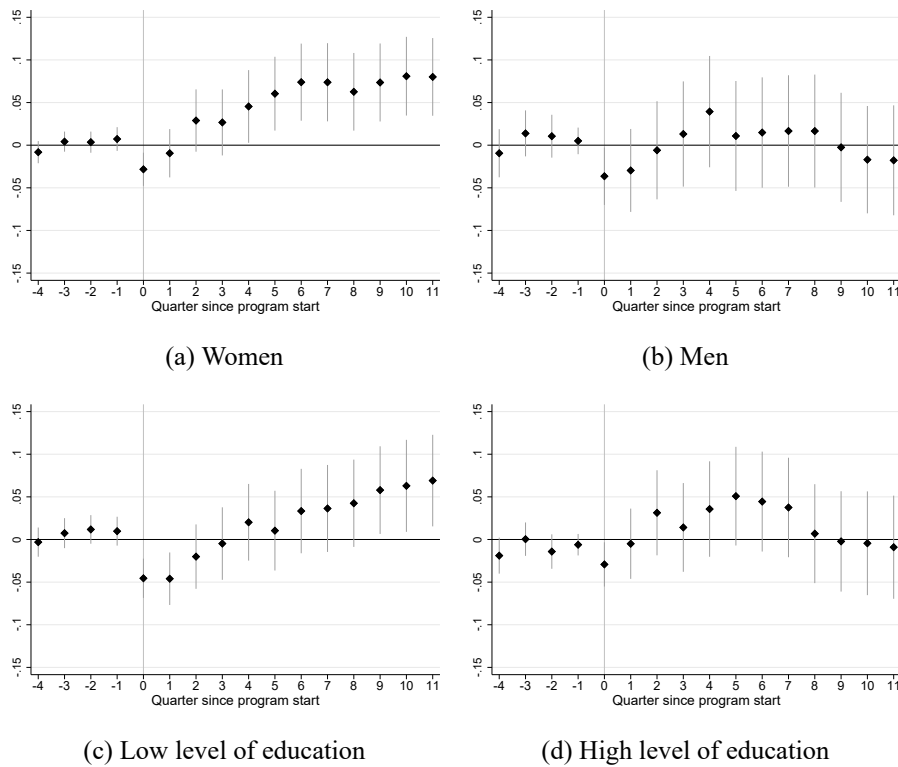 .15 .15
.1 .1
.05 .05
0 0
-.05 -.05
-.1 -.1
-.15 -.15
-4 -3 -2 -1 0 1 2 3 4 5 6 7 8 9 10 11 -4 -3 -2 -1 0 1 2 3 4 5 6 7 8 9 10 11
Quarter since program start Quarter since program start
(a) Women (b) Men
.15 .15
.1 .1
.05 .05
0 0
-.05 -.05
-.1 -.1
-.15 -.15
-4 -3 -2 -1 0 1 2 3 4 5 6 7 8 9 10 11 -4 -3 -2 -1 0 1 2 3 4 5 6 7 8 9 10 11
Quarter since program start Quarter since program start
(c) Low level of education (d) High level of education